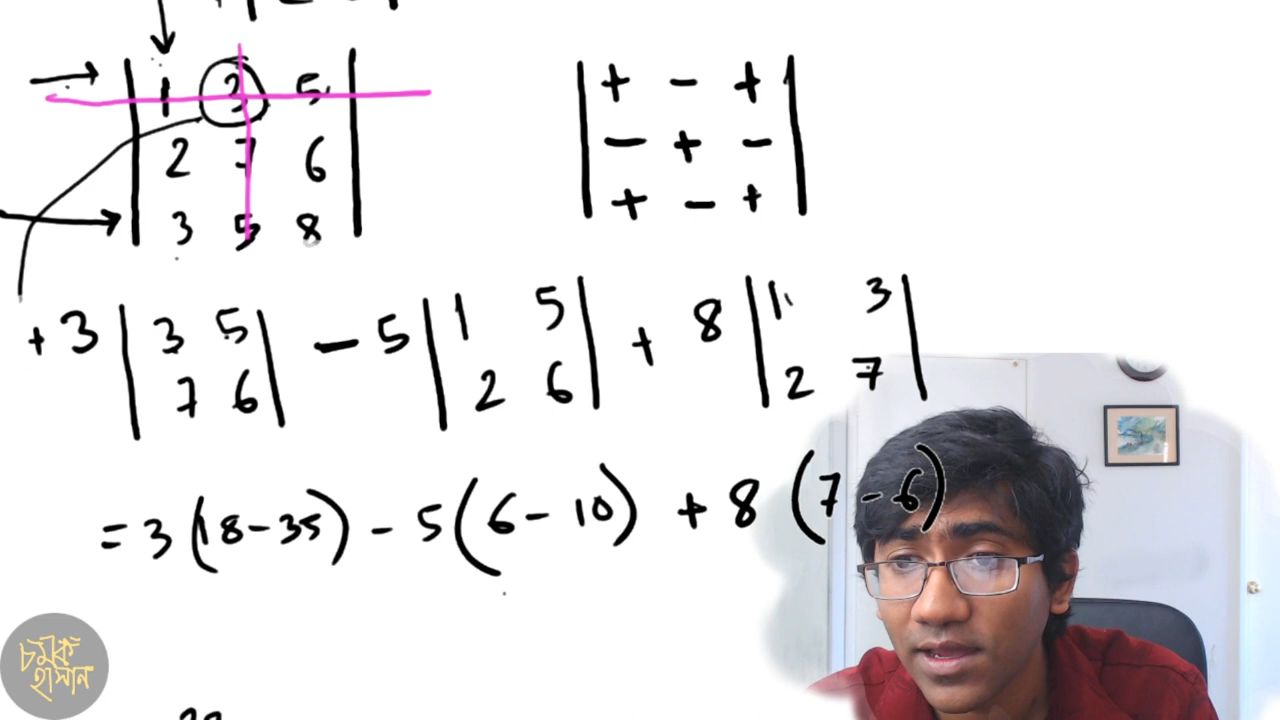 | 1 3 5 | | + - + |
| 2 7 6 | | - + - |
| 3 5 8 | | + - + |
+3 | 3 5 | - 5 | 1 5 | + 8 | 1 3 |
| 7 6 | | 2 6 | | 2 7 |
= 3 (18 - 35) - 5 (6 - 10) + 8 (7 - 6)
চমক
হাসান